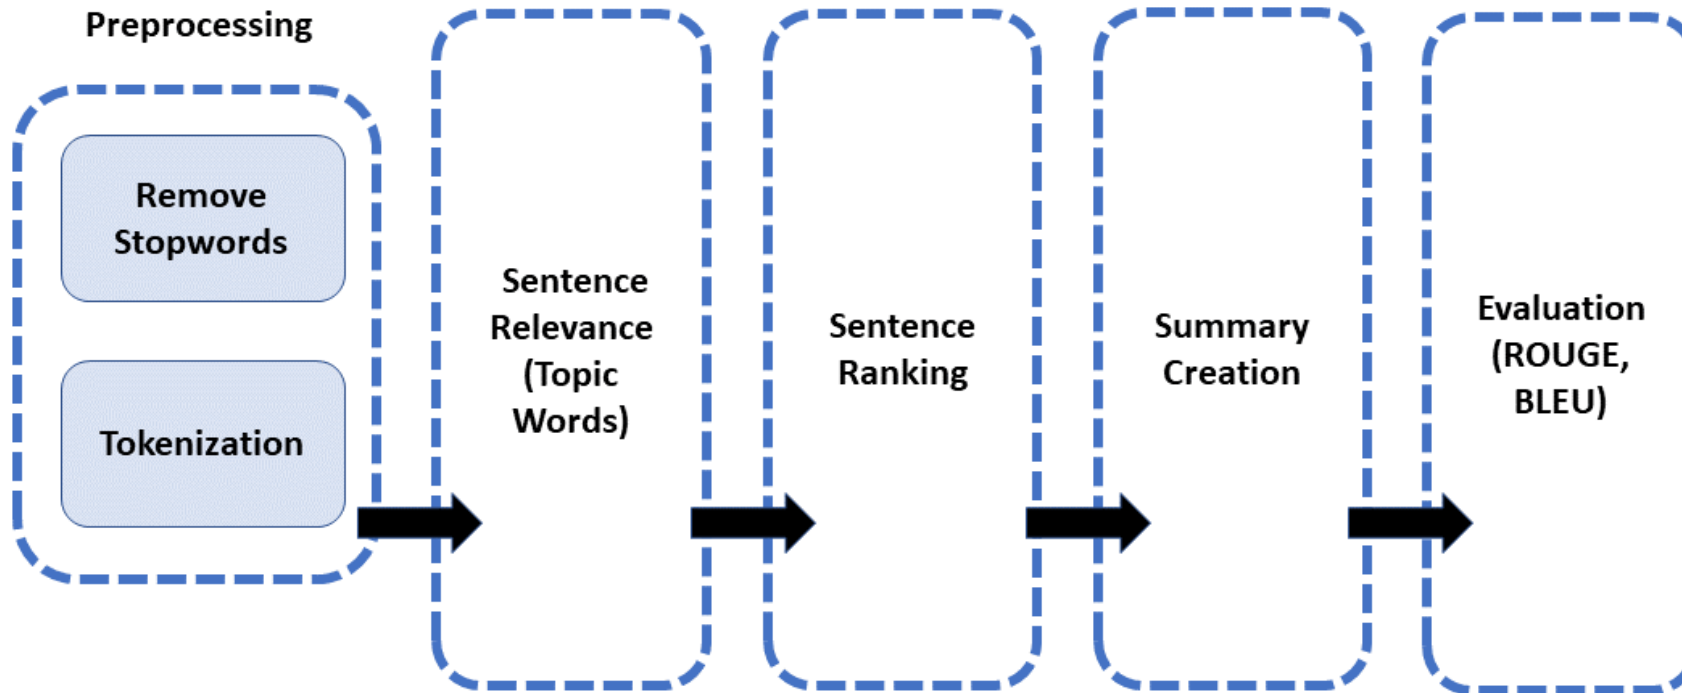 Preprocessing
Remove
Stopwords
Tokenization
Sentence
Relevance
(Topic
Words)
Sentence
Ranking
Summary
Creation
Evaluation
(ROUGE,
BLEU)